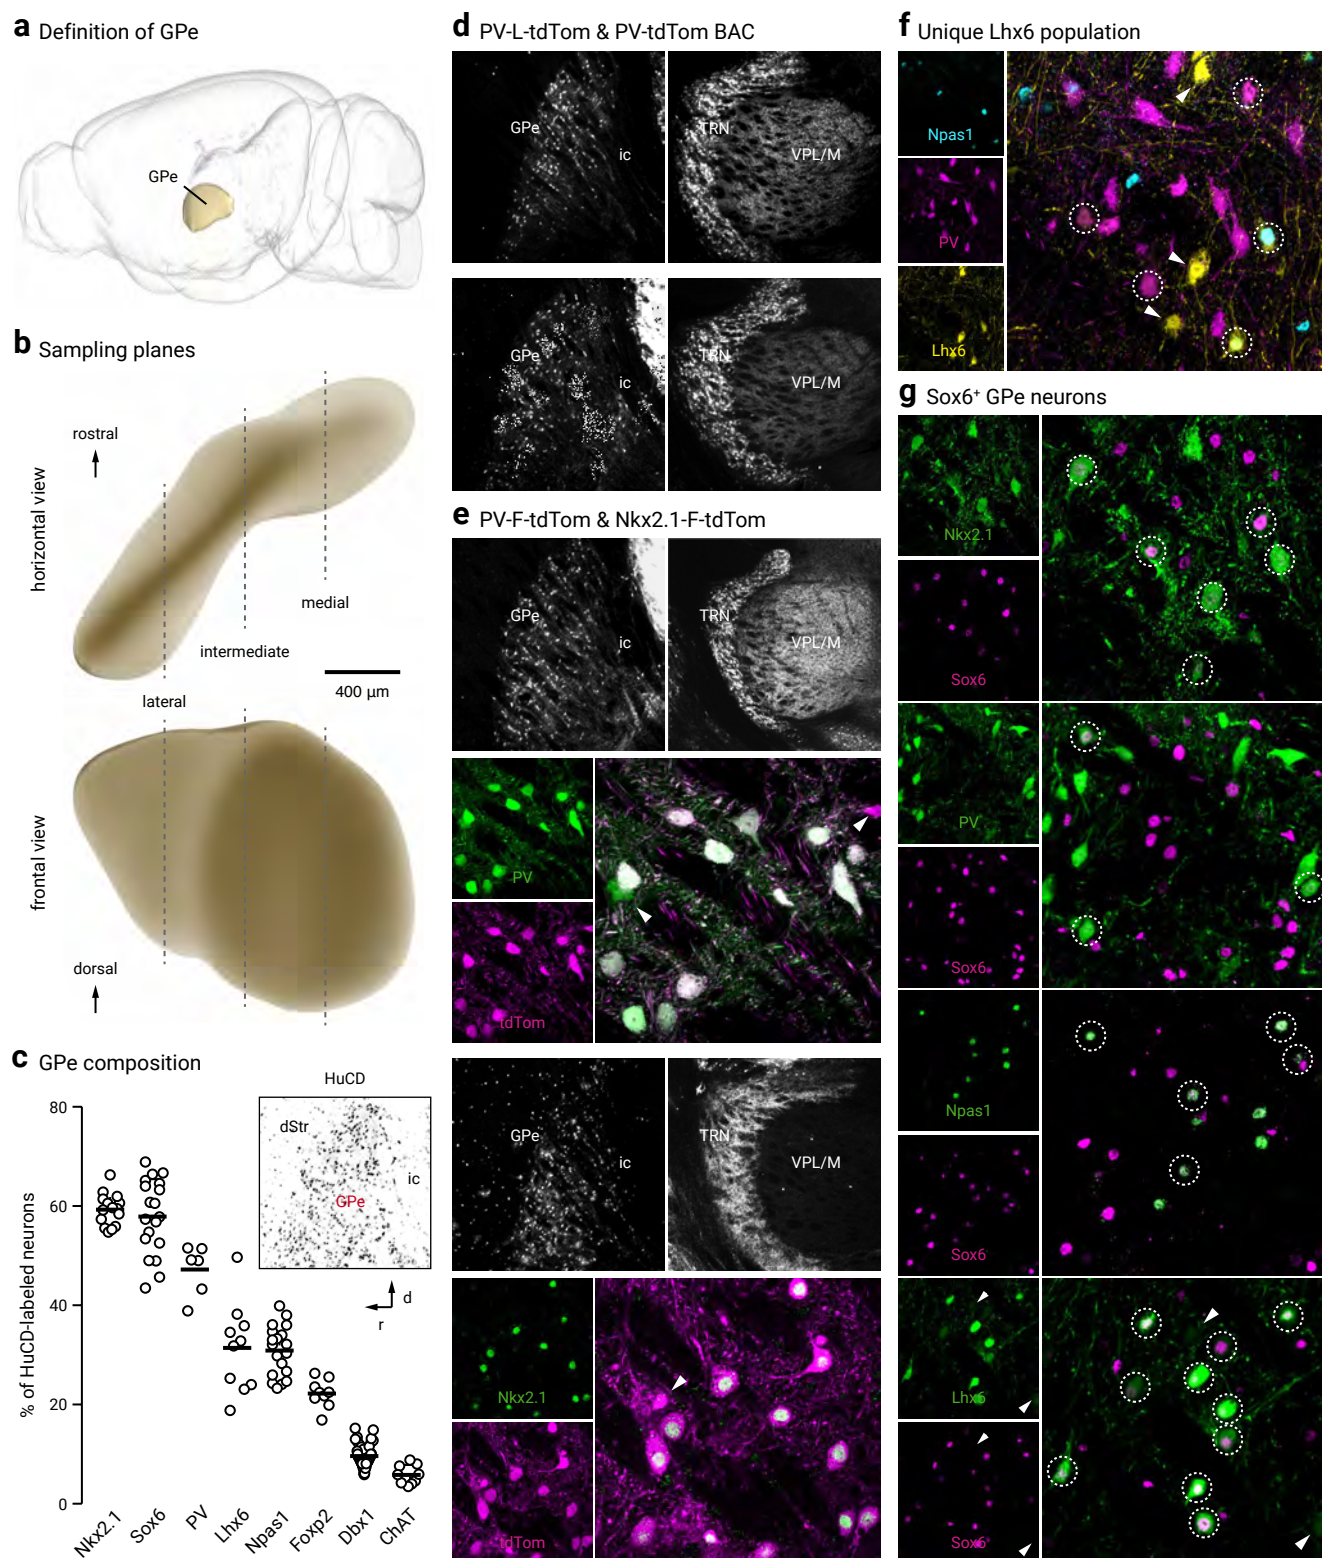 a Definition of GPe
GPe
b Sampling planes
rostral
horizontal view
medial
intermediate
400 µm
lateral
frontal view
dorsal
c GPe composition
HuCD
dStr
ic
GPe
d
r
% of HuCD-labeled neurons
80
60
40
20
0
Nkx2.1
Sox6
PV
Lhx6
Npas1
Foxp2
Dbx1
ChAT
d PV-L-tdTom & PV-tdTom BAC
GPe
ic
TRN
VPL/M
GPe
ic
TRN
VPL/M
e PV-F-tdTom & Nkx2.1-F-tdTom
GPe
ic
TRN
VPL/M
PV
tdTom
GPe
ic
TRN
VPL/M
Nkx2.1
tdTom
f Unique Lhx6 population
Npas1
PV
Lhx6
g Sox6⁺ GPe neurons
Nkx2.1
Sox6
PV
Sox6
Npas1
Sox6
Lhx6
Sox6